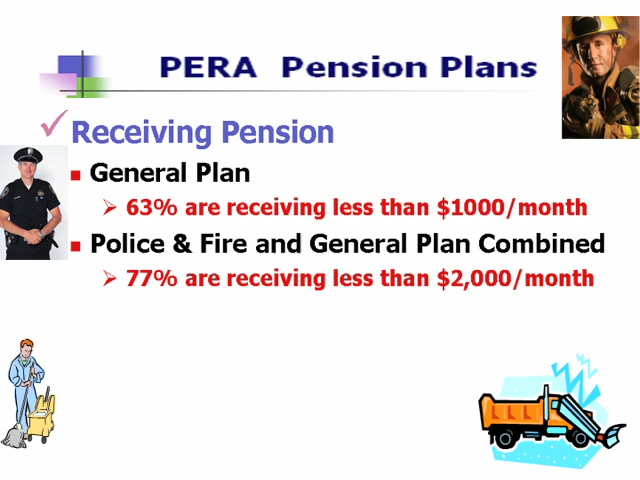 PERA Pension Plans
Receiving Pension
General Plan
63% are receiving less than $1000/month
Police & Fire and General Plan Combined
77% are receiving less than $2,000/month